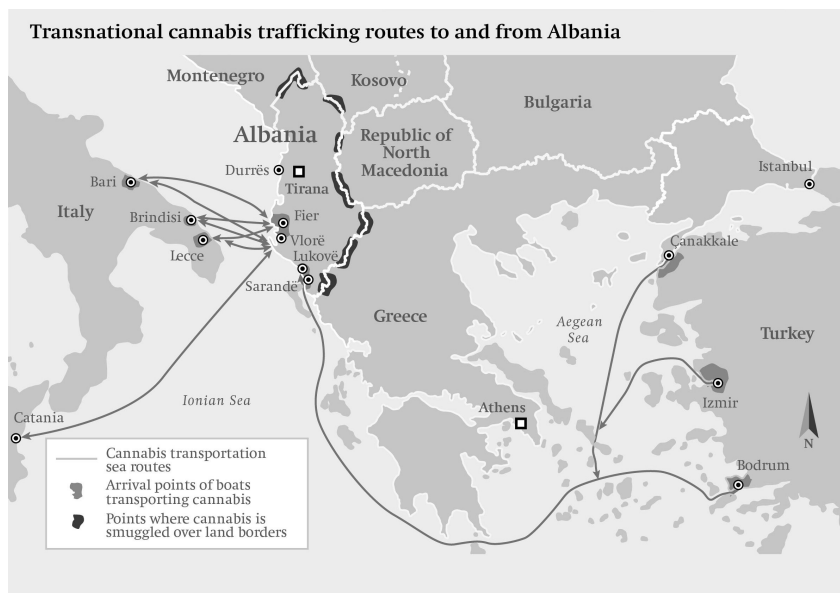 Transnational cannabis trafficking routes to and from Albania
Montenegro
Kosovo
Bulgaria
Albania
Republic of
North
Macedonia
Durrës
Tirana
Istanbul
Bari
Italy
Brindisi
Fier
Lecce
Vlorë
Lukovë
Sarandë
Çanakkale
Greece
Aegean
Sea
Turkey
Ionian Sea
Athens
Izmir
Catania
N
Bodrum
Cannabis transportation
sea routes
Arrival points of boats
transporting cannabis
Points where cannabis is
smuggled over land borders